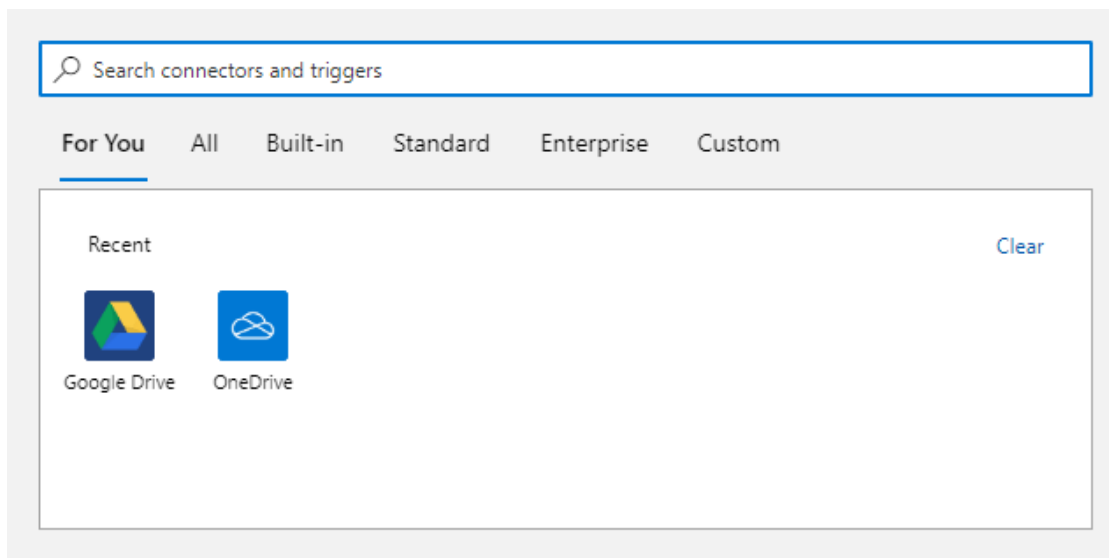 Search connectors and triggers
For You All Built-in Standard Enterprise Custom
Recent Clear
Google Drive OneDrive